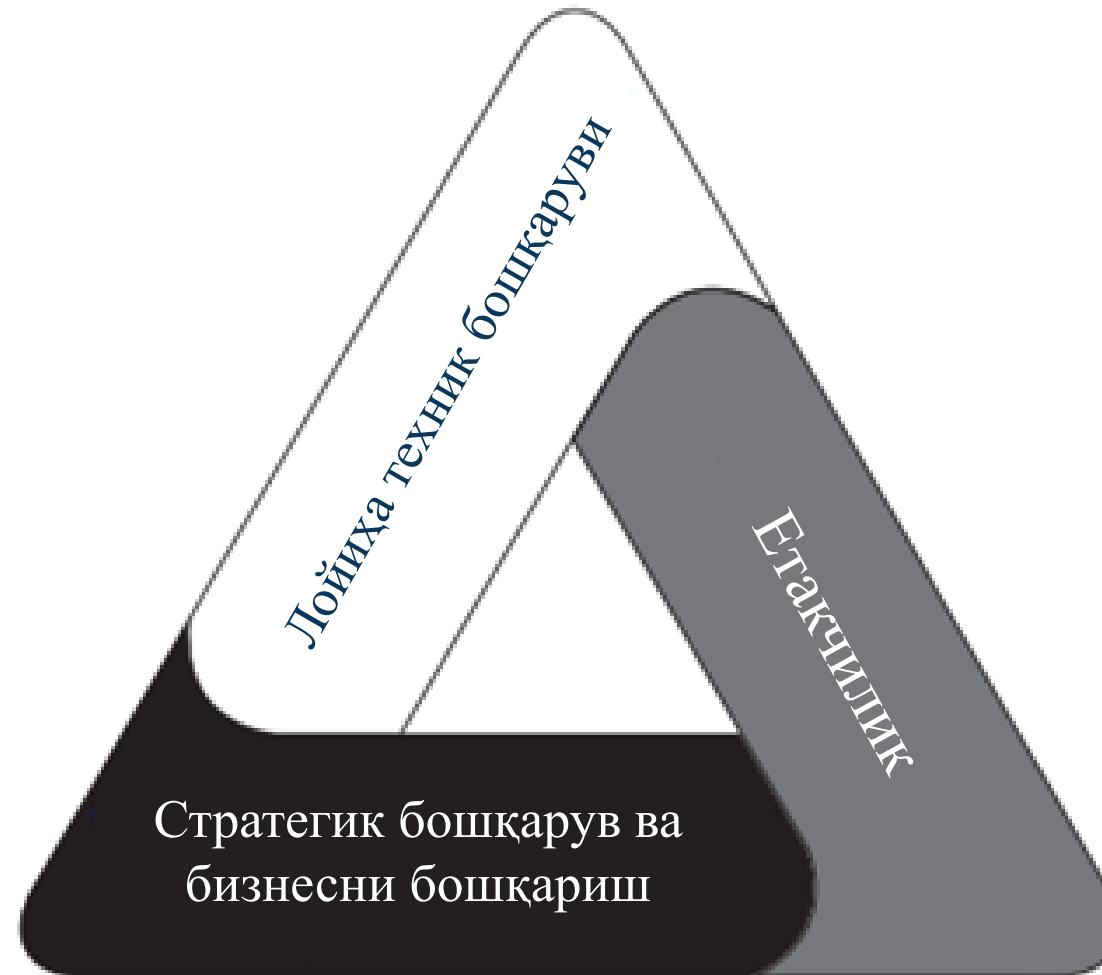 Лойиҳа техник бошқаруви
Етакчилик
Стратегик бошқарув ва
бизнесни бошқариш